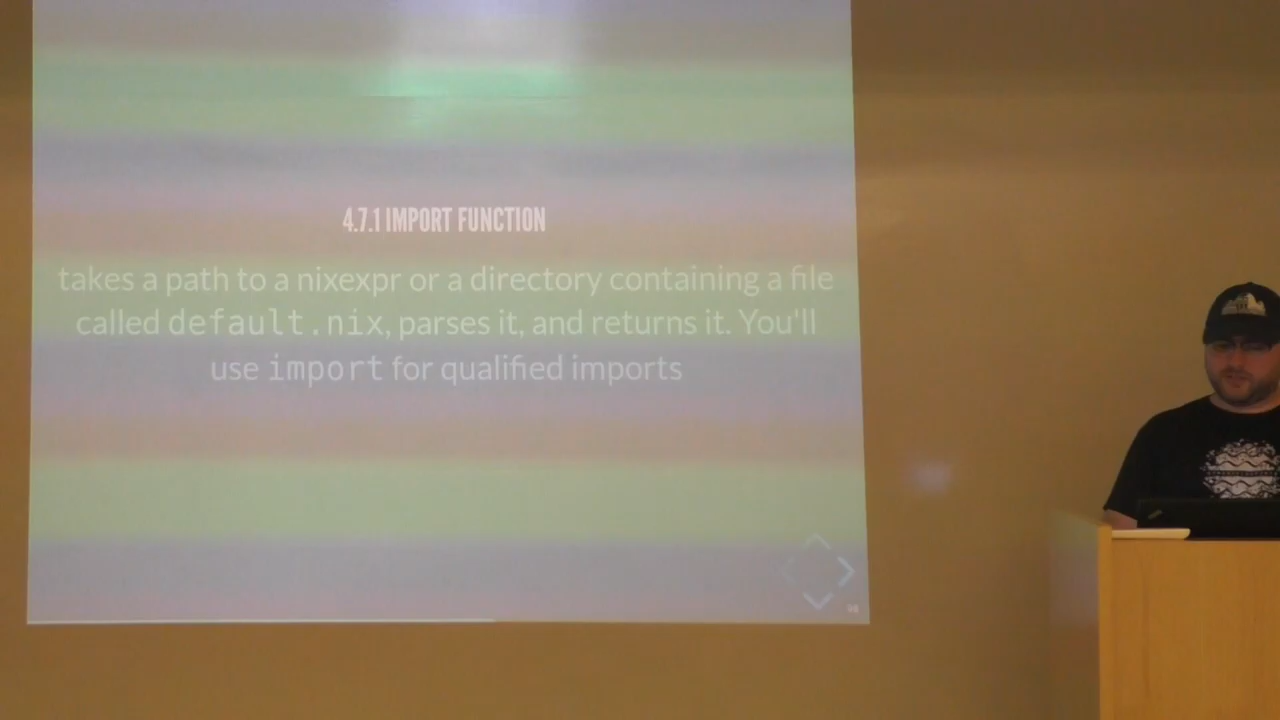 4.7.1 IMPORT FUNCTION
takes a path to a nixexpr or a directory containing a file
called default.nix, parses it, and returns it. You'll
use import for qualified imports